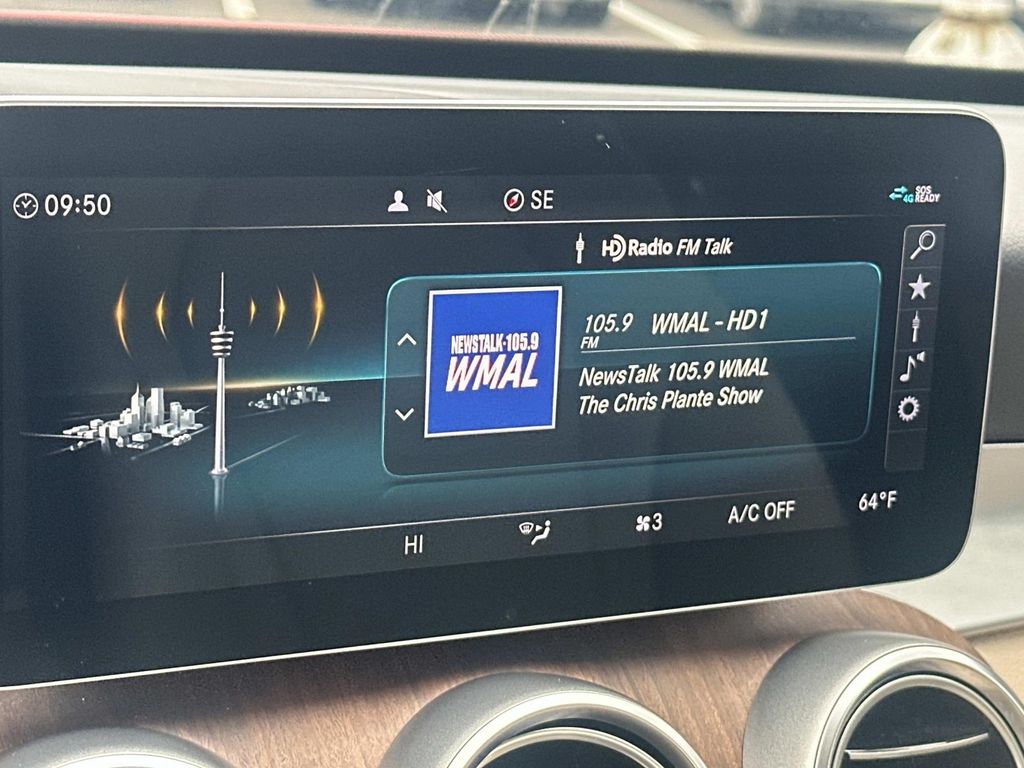 09:50
SE
4G
SOS
READY
HD Radio FM Talk
NEWSTALK·105.9
WMAL
105.9 WMAL - HD1
FM
NewsTalk 105.9 WMAL
The Chris Plante Show
HI
3
A/C OFF
64°F